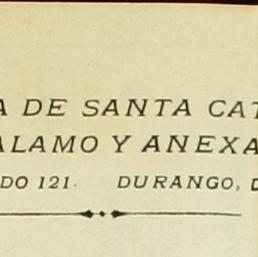 A DE SANTA CAT
ALAMO Y ANEXA
DO 121. DURANGO, D